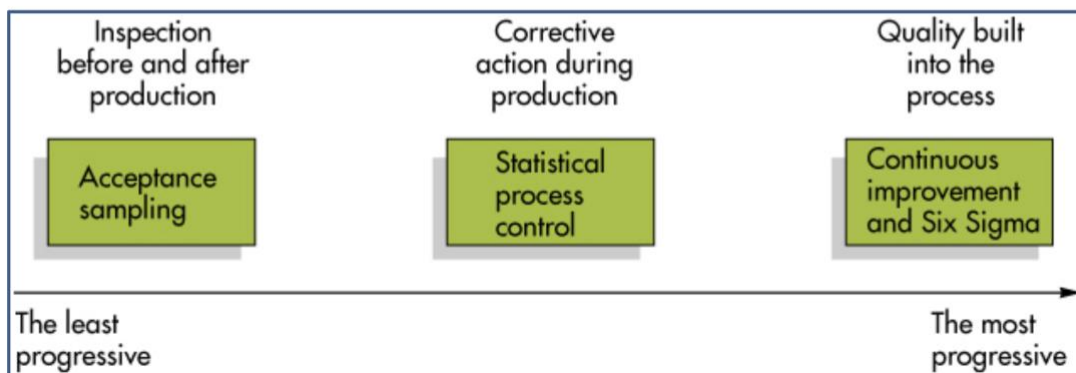 Inspection
before and after
production
Corrective
action during
production
Quality built
into the
process
Acceptance
sampling
Statistical
process
control
Continuous
improvement
and Six Sigma
The least
progressive
The most
progressive